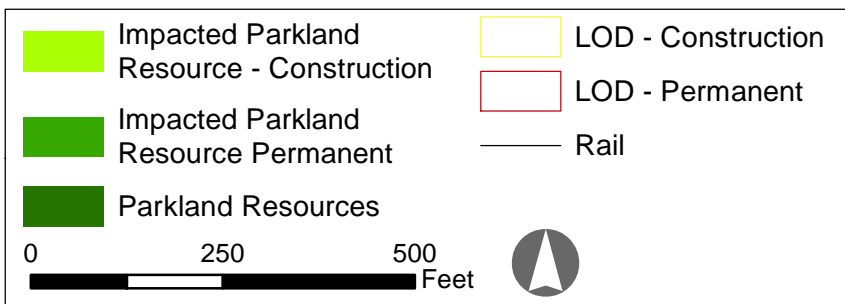 Impacted Parkland
Resource - Construction
Impacted Parkland
Resource Permanent
Parkland Resources
LOD - Construction
LOD - Permanent
Rail
0 250 500
Feet